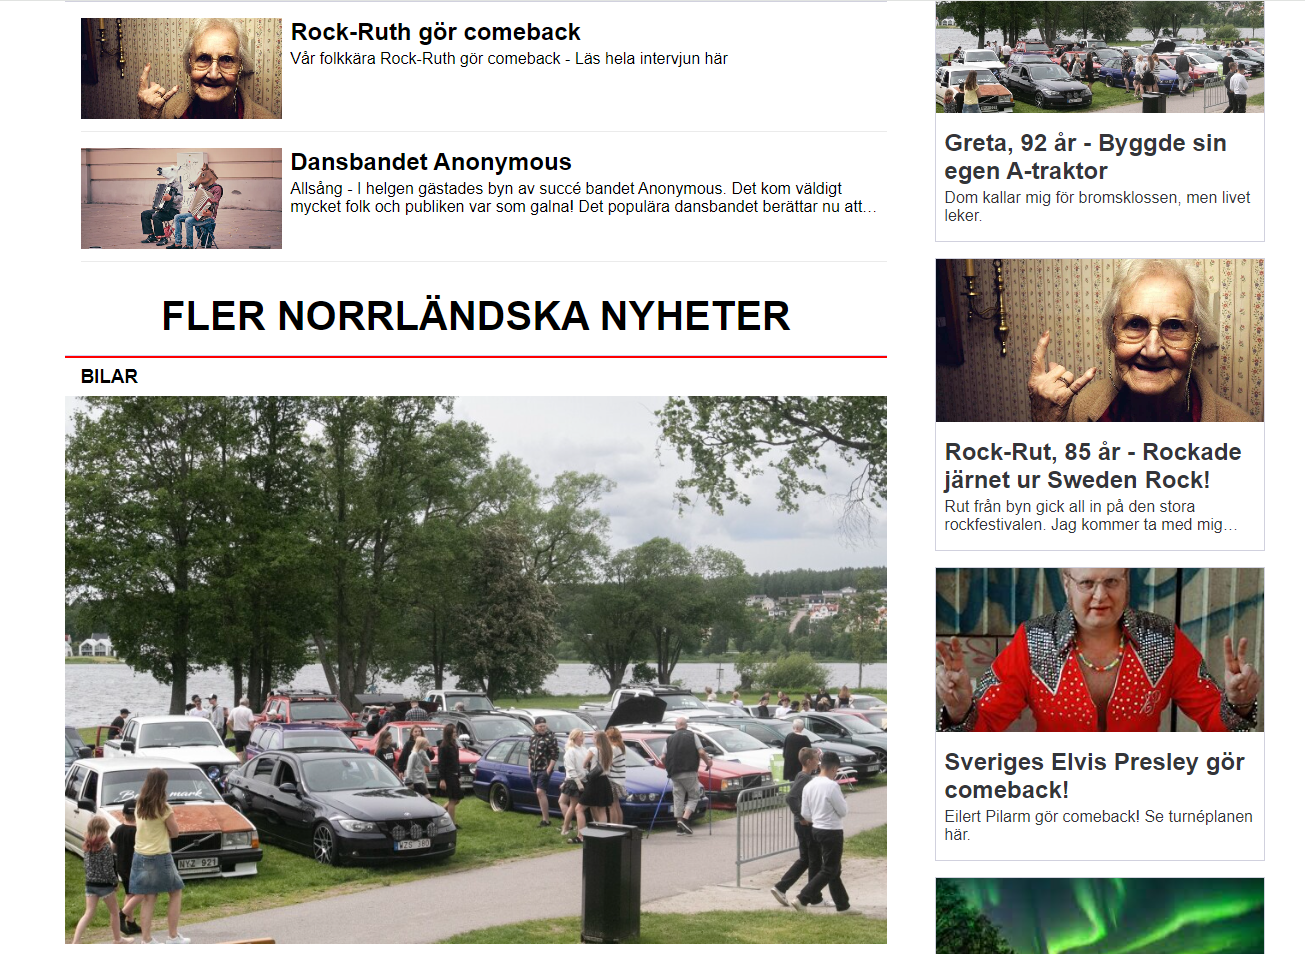 Rock-Ruth gör comeback
Vår folkkära Rock-Ruth gör comeback - Läs hela intervjun här
Dansbandet Anonymous
Allsång - I helgen gästades byn av succé bandet Anonymous. Det kom väldigt
mycket folk och publiken var som galna! Det populära dansbandet berättar nu att…
FLER NORRLÄNDSKA NYHETER
BILAR
NYZ 921
WZS 380
Greta, 92 år - Byggde sin
egen A-traktor
Dom kallar mig för bromsklossen, men livet
leker.
Rock-Rut, 85 år - Rockade
järnet ur Sweden Rock!
Rut från byn gick all in på den stora
rockfestivalen. Jag kommer ta med mig…
Sveriges Elvis Presley gör
comeback!
Eilert Pilarm gör comeback! Se turnéplanen
här.